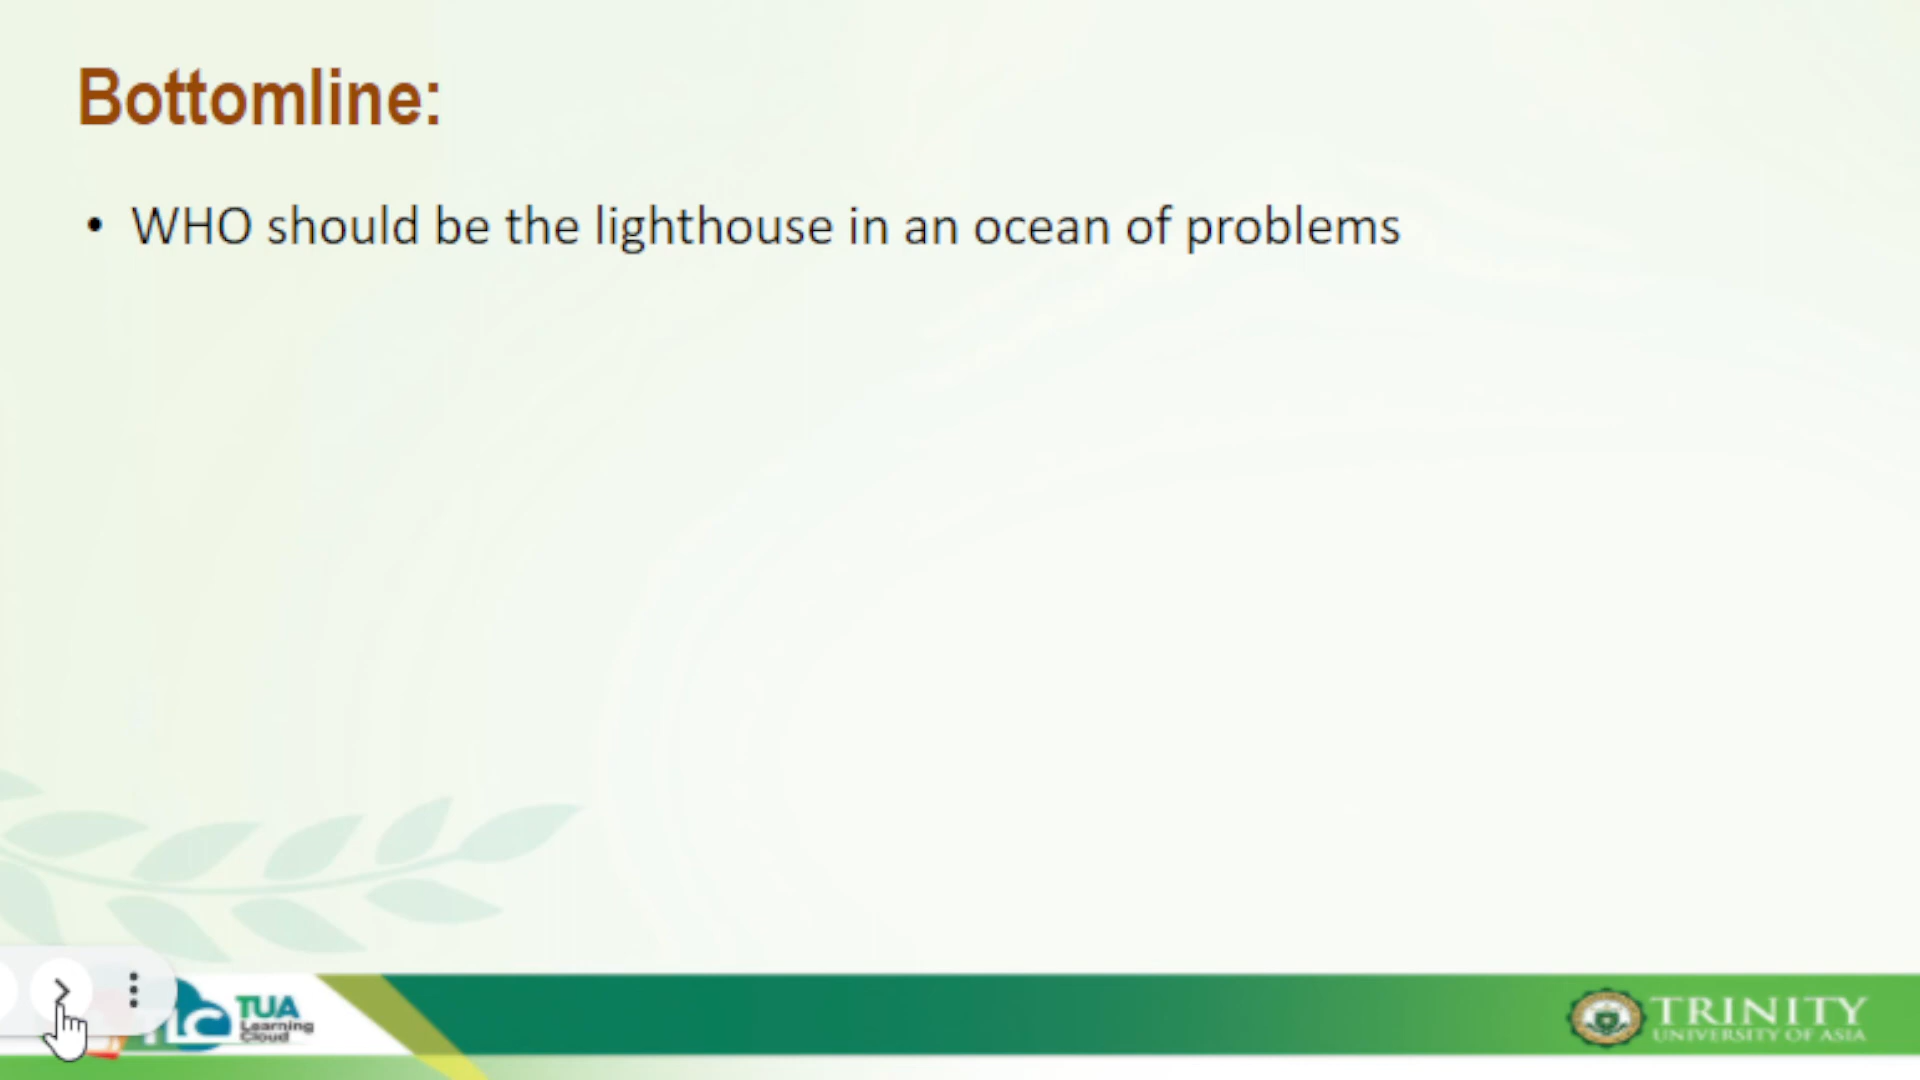 Bottomline:
• WHO should be the lighthouse in an ocean of problems
TUA
Learning
Cloud
TRINITY
UNIVERSITY OF ASIA